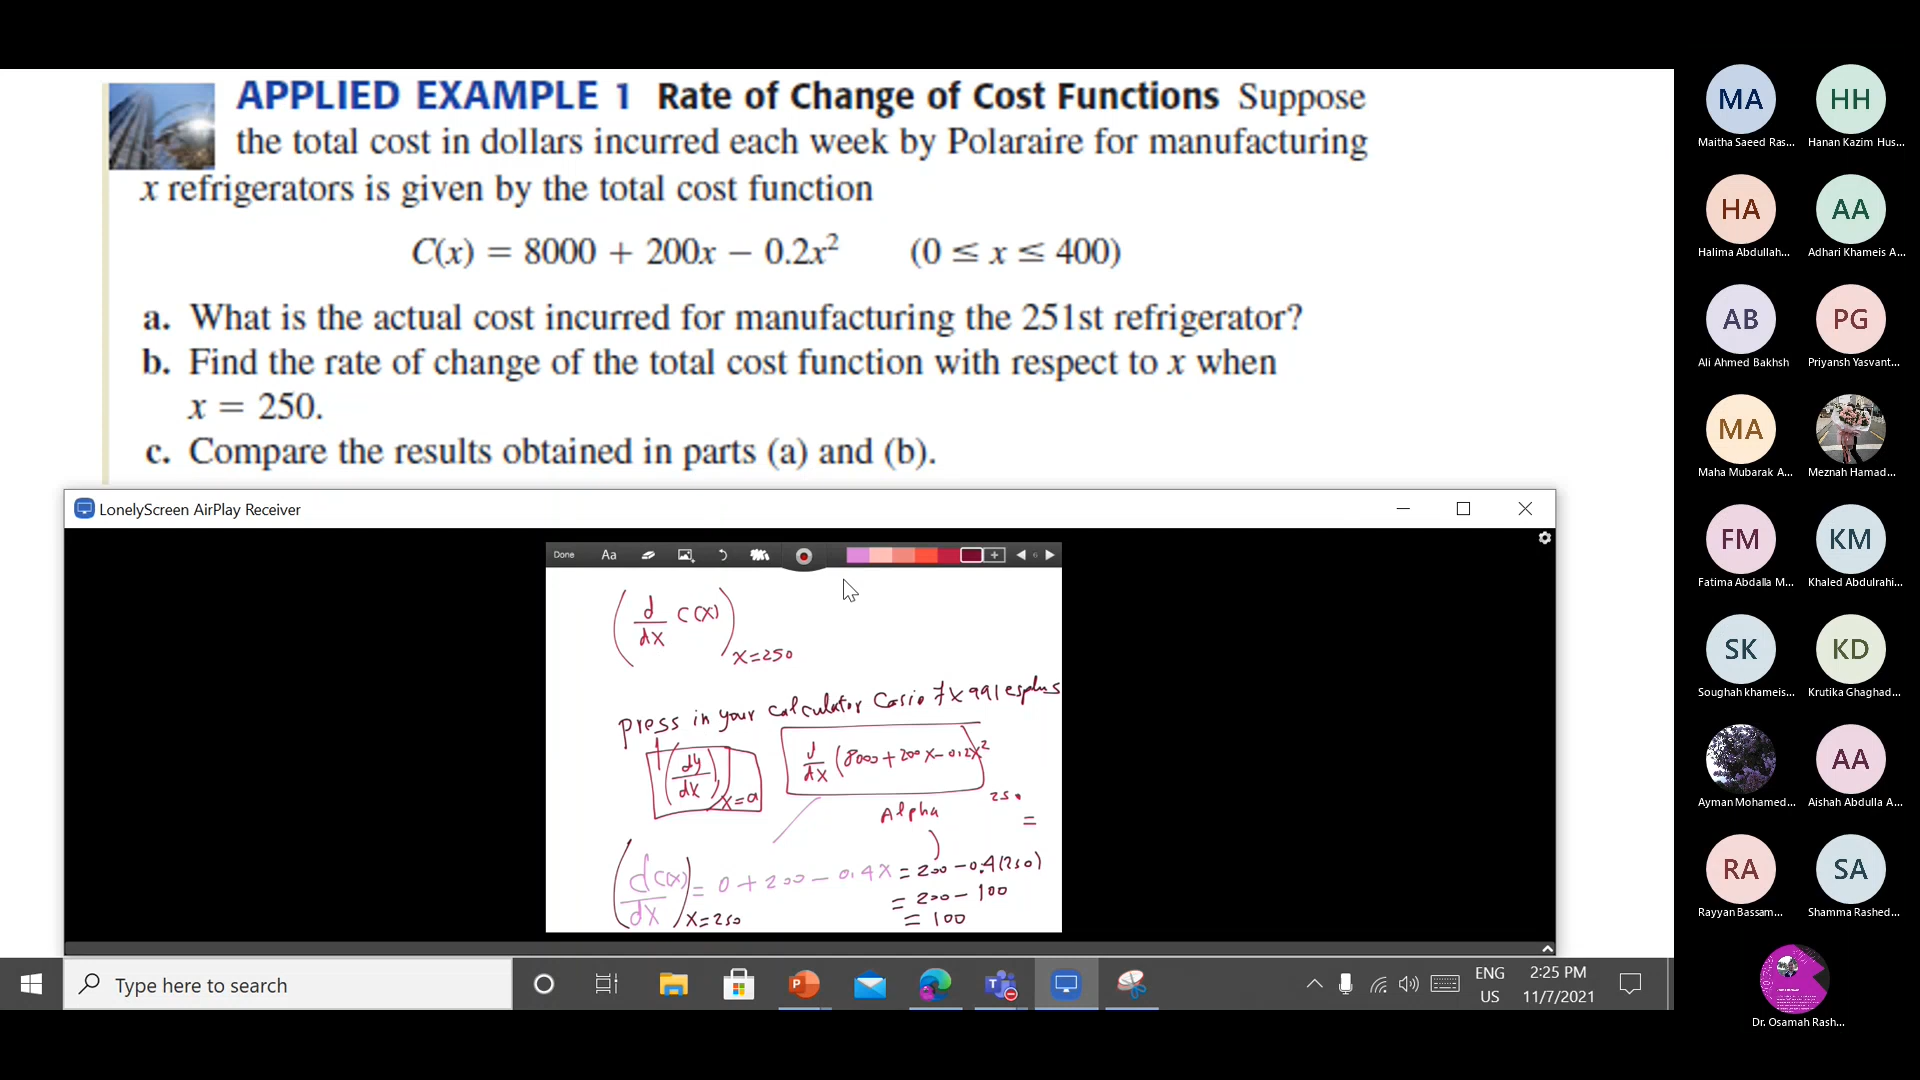 APPLIED EXAMPLE 1 Rate of Change of Cost Functions Suppose
the total cost in dollars incurred each week by Polaraire for manufacturing
x refrigerators is given by the total cost function
C(x) = 8000 + 200x − 0.2x² (0 ≤ x ≤ 400)
a. What is the actual cost incurred for manufacturing the 251st refrigerator?
b. Find the rate of change of the total cost function with respect to x when
x = 250.
c. Compare the results obtained in parts (a) and (b).
LonelyScreen AirPlay Receiver
Done Aa 6
(d/dx C(x)) x=250
press in your calculator Casio fx 991 es plus
(dy/dx) x=a
d/dx (8000+200x-0.2x²
Alpha ) 250 =
(dC(x)/dx) x=250 = 0+200-0.4x = 200-0.4(250)
= 200-100
= 100
Type here to search
ENG
US
2:25 PM
11/7/2021
MA HH
Maitha Saeed Ras... Hanan Kazim Hus...
HA AA
Halima Abdullah... Adhari Khameis A...
AB PG
Ali Ahmed Bakhsh Priyansh Yasvant...
MA
Maha Mubarak A... Meznah Hamad...
FM KM
Fatima Abdalla M... Khaled Abdulrahi...
SK KD
Soughah khameis... Krutika Ghaghad...
AA
Ayman Mohamed... Aishah Abdulla A...
RA SA
Rayyan Bassam... Shamma Rashed...
Dr. Osamah Rash...